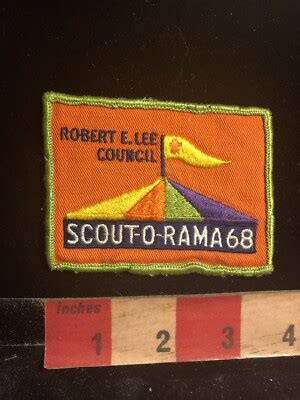 ROBERT E. LEE
COUNCIL
SCOUT-O-RAMA 68
Inches
1 2 3 4